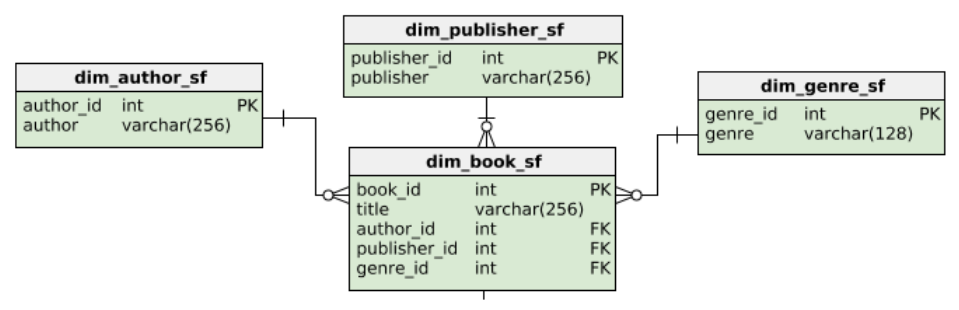 dim_publisher_sf
publisher_id int PK
publisher varchar(256)
dim_author_sf
author_id int PK
author varchar(256)
dim_genre_sf
genre_id int PK
genre varchar(128)
dim_book_sf
book_id int PK
title varchar(256)
author_id int FK
publisher_id int FK
genre_id int FK